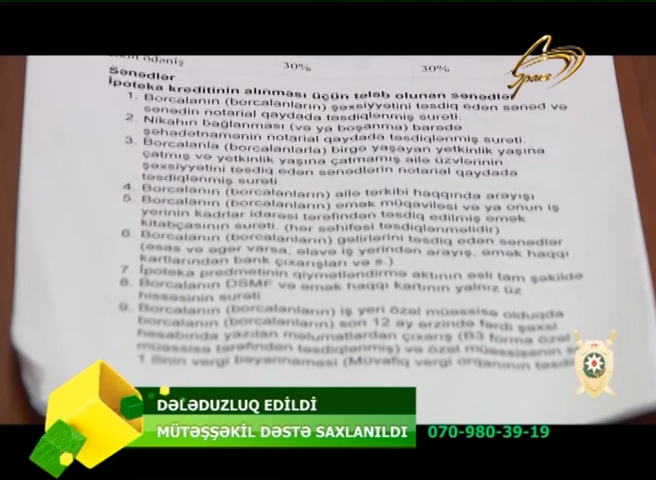 ödəniş 30% 30%
Space
Sənədlər
İpoteka kreditinin alınması üçün tələb olunan sənədlər
1. Borcalanın (borcalanların) şəxsiyyətini təsdiq edən sənəd və
sənədin notarial qaydada təsdiqlənmiş surəti.
2. Nikahın bağlanması (və ya boşanma) barədə
şəhadətnamənin notarial qaydada təsdiqlənmiş surəti.
3. Borcalanla (borcalanlarla) birgə yaşayan yetkinlik yaşına
çatmış və yetkinlik yaşına çatmamış ailə üzvlərinin
şəxsiyyətini təsdiq edən sənədlərin notarial qaydada
təsdiqlənmiş surəti
4. Borcalanın (borcalanların) ailə tərkibi haqqında arayışı
5. Borcalanın (borcalanların) əmək müqaviləsi və ya onun iş
yerinin kadrlar idarəsi tərəfindən təsdiq edilmiş əmək
kitabçasının surəti. (hər səhifəsi təsdiqlənməlidir)
6. Borcalanın (borcalanların) gəlirlərini təsdiq edən sənədlər
(əsas və əgər varsa, əlavə iş yerindən arayış, əmək haqqı
kartlarından bank çıxarışları və s.)
7. İpoteka predmetinin qiymətləndirmə aktının əsli tam şəkildə
8. Borcalanın DSMF və əmək haqqı kartının yalnız üz
hissəsinin surəti
9. Borcalanın (borcalanların) iş yeri özəl müəssisə olduqda
borcalanın (borcalanların) son 12 ay ərzində fərdi şəxsi
hesabında yazılan məlumatlardan çıxarış (B3 forma özəl
müəssisə tərəfindən təsdiqlənmiş) və özəl müəssisənin
1 ilinin vergi bəyannaməsi (Müvafiq vergi orqanının
DƏLƏDUZLUQ EDİLDİ
MÜTƏŞŞƏKİL DƏSTƏ SAXLANILDI 070-980-39-19